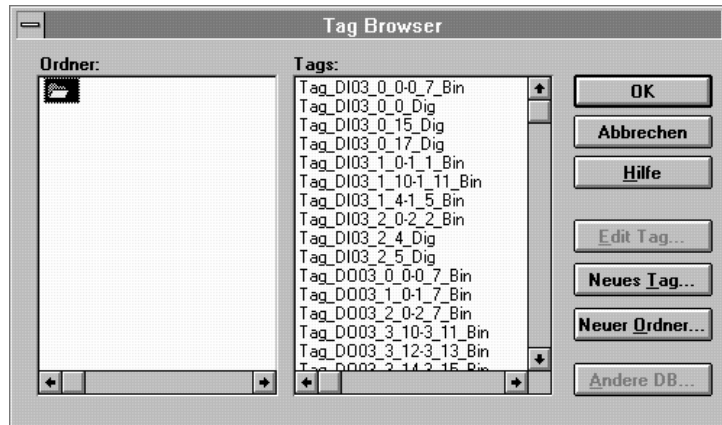 Tag Browser
Ordner:
Tags:
Tag_DI03_0_0-0_7_Bin
Tag_DI03_0_0_Dig
Tag_DI03_0_15_Dig
Tag_DI03_0_17_Dig
Tag_DI03_1_0-1_1_Bin
Tag_DI03_1_10-1_11_Bin
Tag_DI03_1_4-1_5_Bin
Tag_DI03_2_0-2_2_Bin
Tag_DI03_2_4_Dig
Tag_DI03_2_5_Dig
Tag_DO03_0_0-0_7_Bin
Tag_DO03_1_0-1_7_Bin
Tag_DO03_2_0-2_7_Bin
Tag_DO03_3_10-3_11_Bin
Tag_DO03_3_12-3_13_Bin
Tag_DO03_3_14-3_15_Bin
OK
Abbrechen
Hilfe
Edit Tag...
Neues Tag...
Neuer Ordner...
Andere DB...